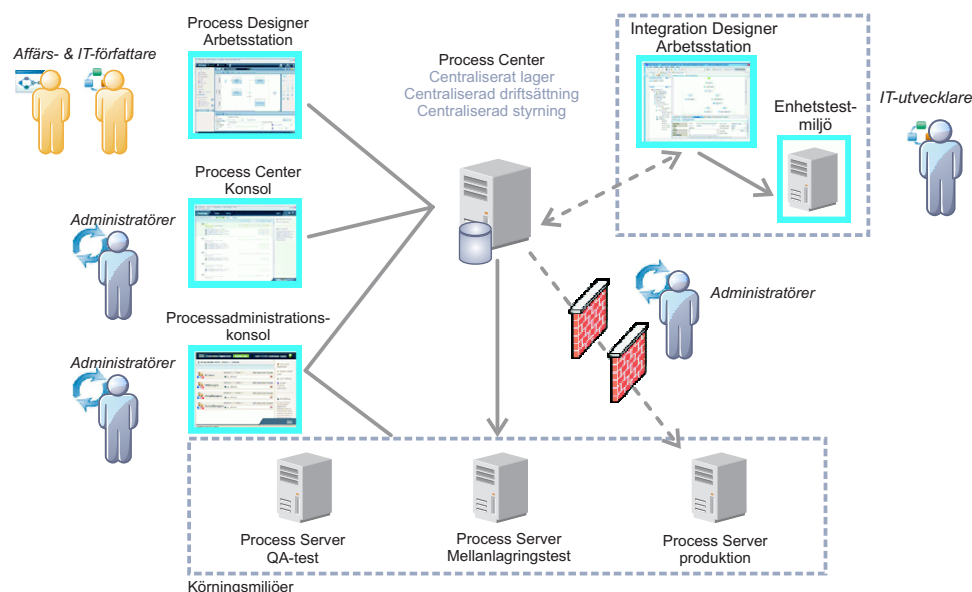 Process Designer
Arbetsstation
Affärs- & IT-författare
Process Center
Centraliserat lager
Centraliserad driftsättning
Centraliserad styrning
Integration Designer
Arbetsstation
Enhetstest-
miljö
IT-utvecklare
Process Center
Konsol
Administratörer
Administratörer
Processadministrations-
konsol
Administratörer
Process Server
QA-test
Process Server
Mellanlagringstest
Process Server
produktion
Körningsmiljöer